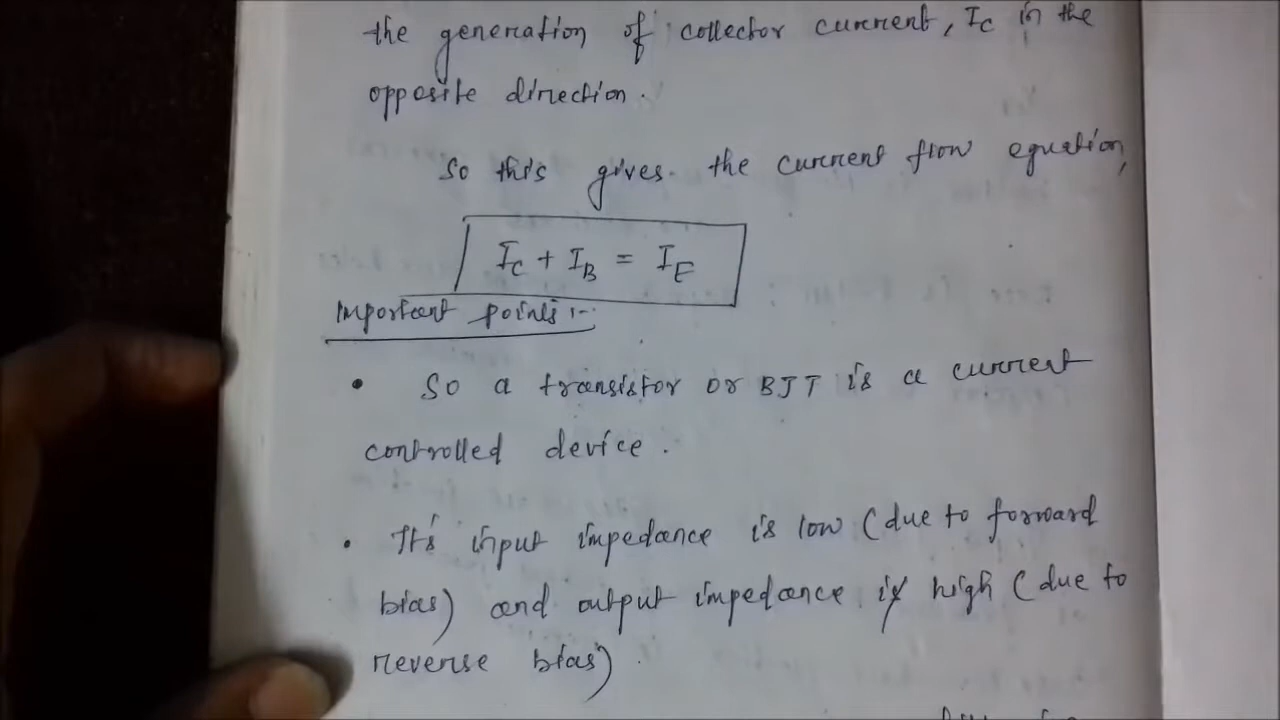 the generation of collector current, Ic in the
opposite direction.
So this gives the current flow equation,
IC + IB = IE
Important points :-
• So a transistor or BJT is a current
controlled device.
• It's input impedance is low (due to forward
bias) and output impedance is high (due to
reverse bias).